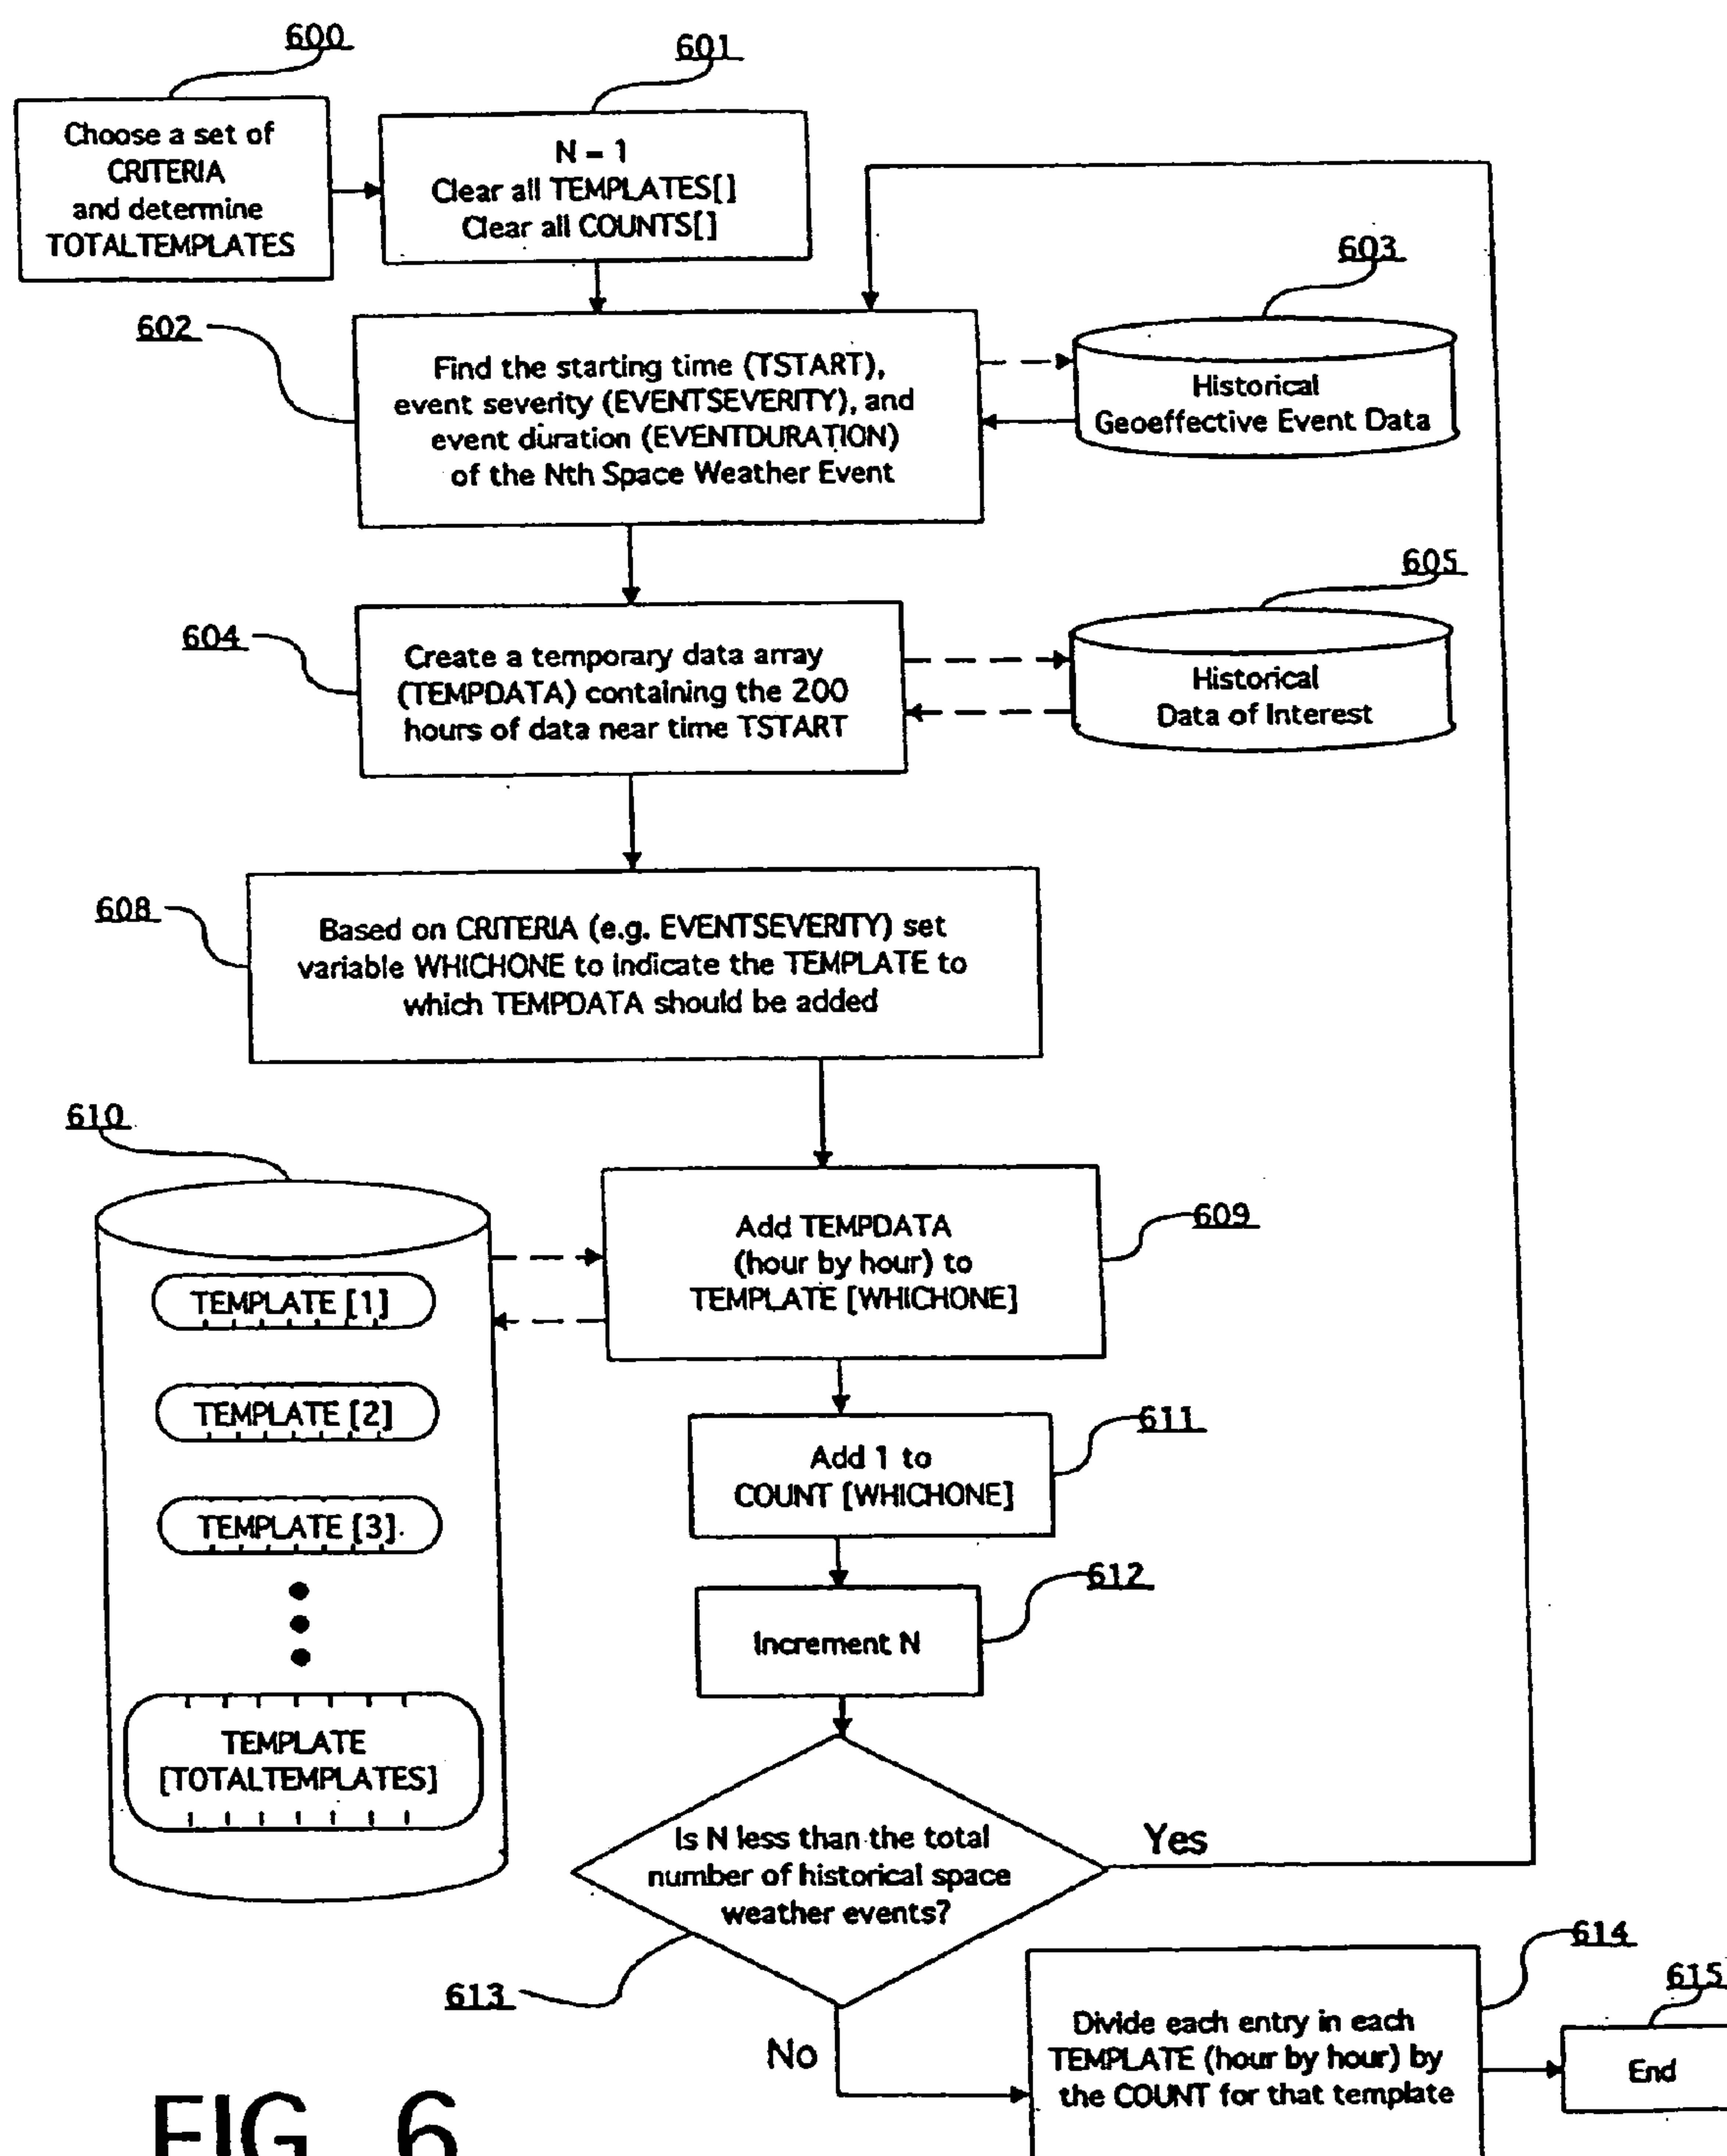 600
Choose a set of
CRITERIA
and determine
TOTALTEMPLATES
601
N = 1
Clear all TEMPLATES[]
Clear all COUNTS[]
602
Find the starting time (TSTART),
event severity (EVENTSEVERITY), and
event duration (EVENTDURATION)
of the Nth Space Weather Event
603
Historical
Geoeffective Event Data
604
Create a temporary data array
(TEMPDATA) containing the 200
hours of data near time TSTART
605
Historical
Data of Interest
608
Based on CRITERIA (e.g. EVENTSEVERITY) set
variable WHICHONE to indicate the TEMPLATE to
which TEMPDATA should be added
610
TEMPLATE [1]
TEMPLATE [2]
TEMPLATE [3]
TEMPLATE
[TOTALTEMPLATES]
609
Add TEMPDATA
(hour by hour) to
TEMPLATE [WHICHONE]
611
Add 1 to
COUNT [WHICHONE]
612
Increment N
613
Is N less than the total
number of historical space
weather events?
Yes
No
614
Divide each entry in each
TEMPLATE (hour by hour) by
the COUNT for that template
615
End
FIG. 6